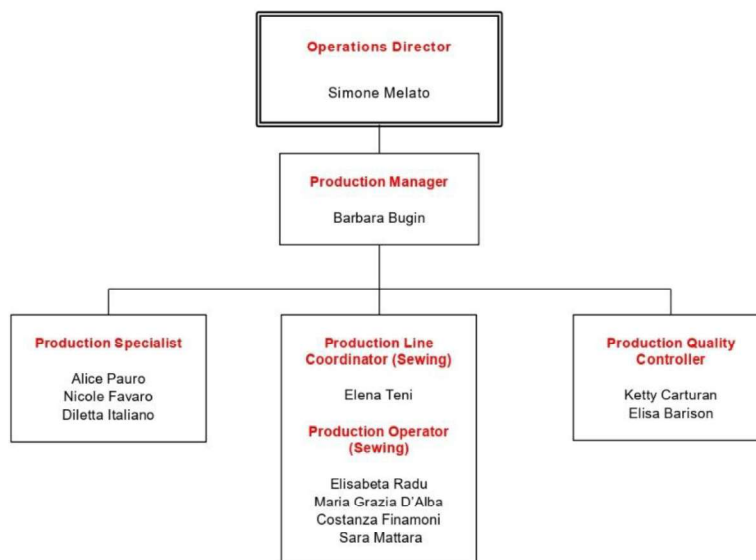 Operations Director
Simone Melato
Production Manager
Barbara Bugin
Production Specialist
Alice Pauro
Nicole Favaro
Diletta Italiano
Production Line
Coordinator (Sewing)
Elena Teni
Production Operator
(Sewing)
Elisabeta Radu
Maria Grazia D'Alba
Costanza Finamoni
Sara Mattara
Production Quality
Controller
Ketty Carturan
Elisa Barison